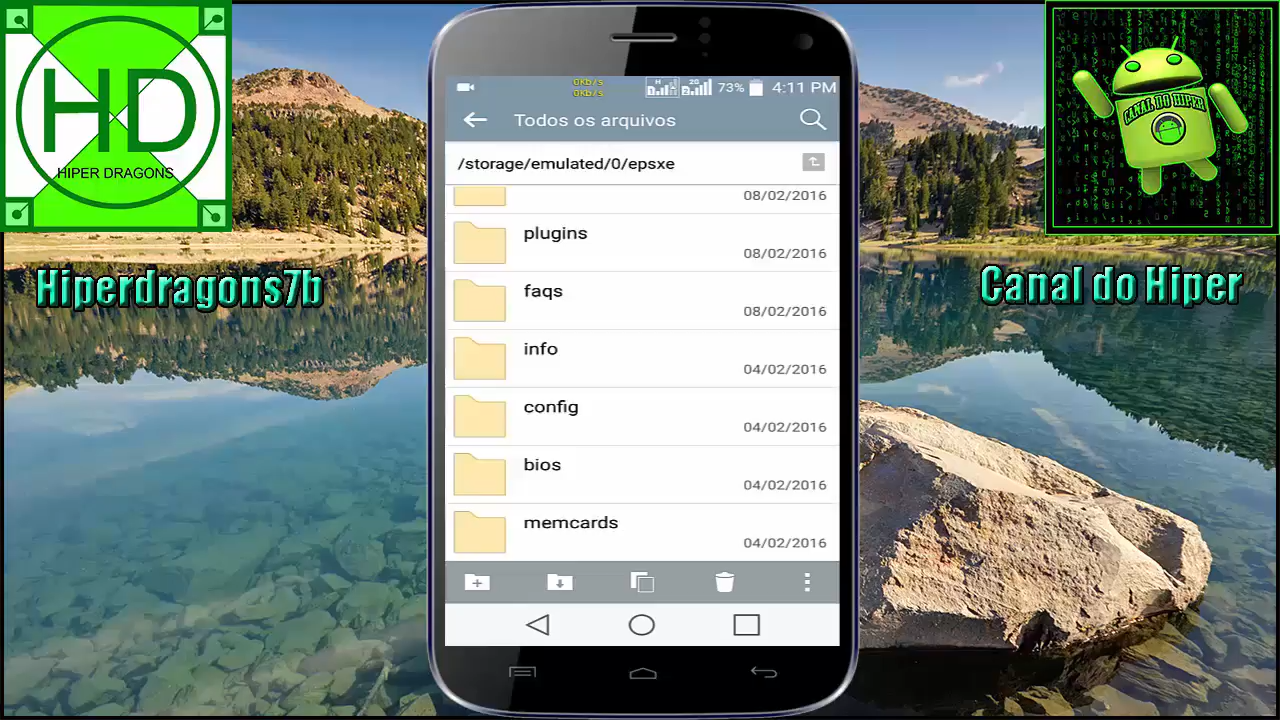 HD
HIPER DRAGONS
Hiperdragons7b
CANAL DO HIPER
Canal do Hiper
0Kb/s
0Kb/s
73%
4:11 PM
Todos os arquivos
/storage/emulated/0/epsxe
08/02/2016
plugins
08/02/2016
faqs
08/02/2016
info
04/02/2016
config
04/02/2016
bios
04/02/2016
memcards
04/02/2016